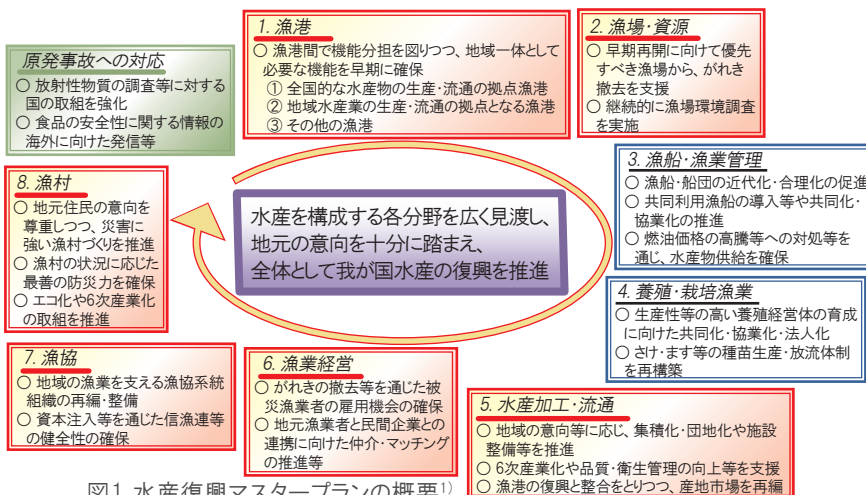 1. 漁港
○ 漁港間で機能分担を図りつつ、地域一体として
必要な機能を早期に確保
① 全国的な水産物の生産・流通の拠点漁港
② 地域水産業の生産・流通の拠点となる漁港
③ その他の漁港
2. 漁場・資源
○ 早期再開に向けて優先
すべき漁場から、がれき
撤去を支援
○ 継続的に漁場環境調査
を実施
原発事故への対応
○ 放射性物質の調査等に対する
国の取組を強化
○ 食品の安全性に関する情報の
海外に向けた発信等
3. 漁船・漁業管理
○ 漁船・船団の近代化・合理化の促進
○ 共同利用漁船の導入等や共同化・
協業化の推進
○ 燃油価格の高騰等への対処等を
通じ、水産物供給を確保
8. 漁村
○ 地元住民の意向を
尊重しつつ、災害に
強い漁村づくりを推進
○ 漁村の状況に応じた
最善の防災力を確保
○ エコ化や6次産業化
の取組を推進
水産を構成する各分野を広く見渡し、
地元の意向を十分に踏まえ、
全体として我が国水産の復興を推進
4. 養殖・栽培漁業
○ 生産性等の高い養殖経営体の育成
に向けた共同化・協業化・法人化
○ さけ・ます等の種苗生産・放流体制
を再構築
7. 漁協
○ 地域の漁業を支える漁協系統
組織の再編・整備
○ 資本注入等を通じた信漁連等
の健全性の確保
6. 漁業経営
○ がれきの撤去等を通じた被
災漁業者の雇用機会の確保
○ 地元漁業者と民間企業との
連携に向けた仲介・マッチング
の推進等
5. 水産加工・流通
○ 地域の意向等に応じ、集積化・団地化や施設
整備等を推進
○ 6次産業化や品質・衛生管理の向上等を支援
○ 漁港の復興と整合をとりつつ、産地市場を再編
図1 水産復興マスタープランの概要1)